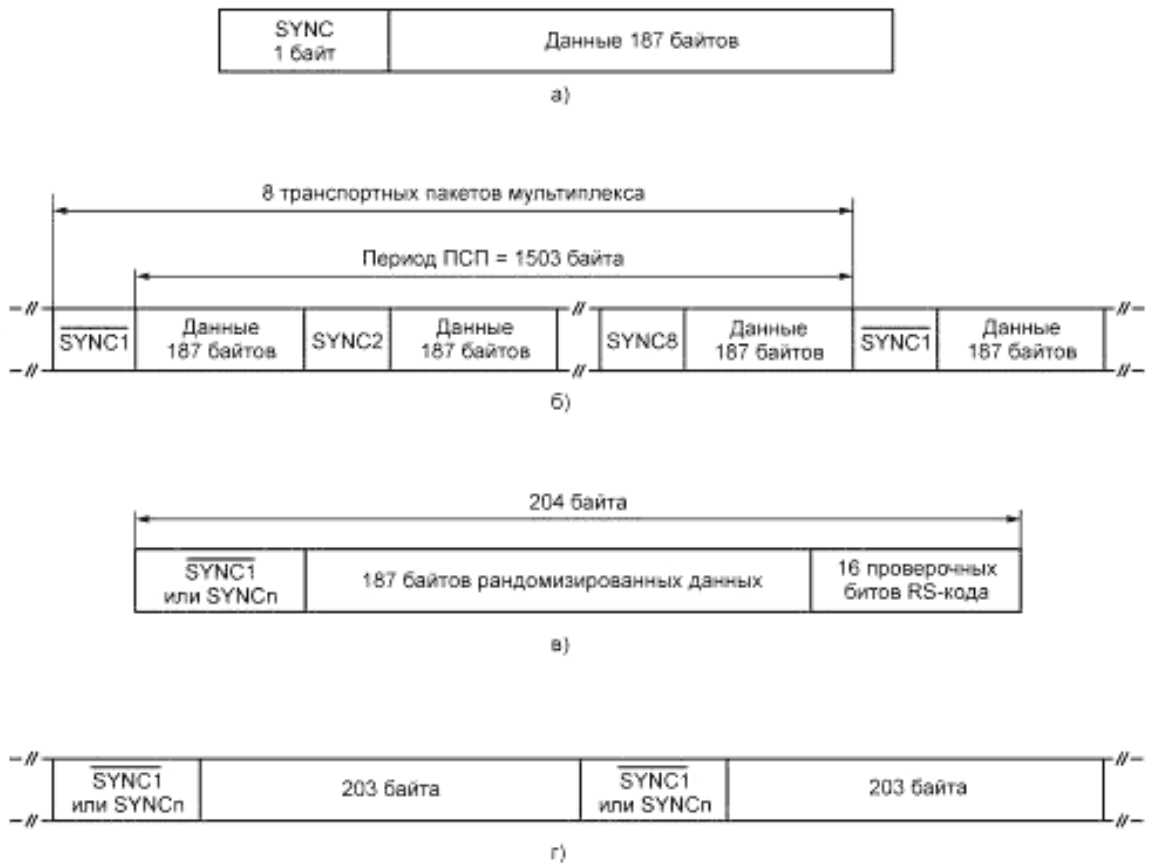 SYNC
1 байт
Данные 187 байтов
а)
8 транспортных пакетов мультиплекса
Период ПСП = 1503 байта
SYNC1
Данные
187 байтов
SYNC2
Данные
187 байтов
SYNC8
Данные
187 байтов
SYNC1
Данные
187 байтов
б)
204 байта
SYNC1
или SYNCn
187 байтов рандомизированных данных
16 проверочных
битов RS-кода
в)
SYNC1
или SYNCn
203 байта
SYNC1
или SYNCn
203 байта
г)